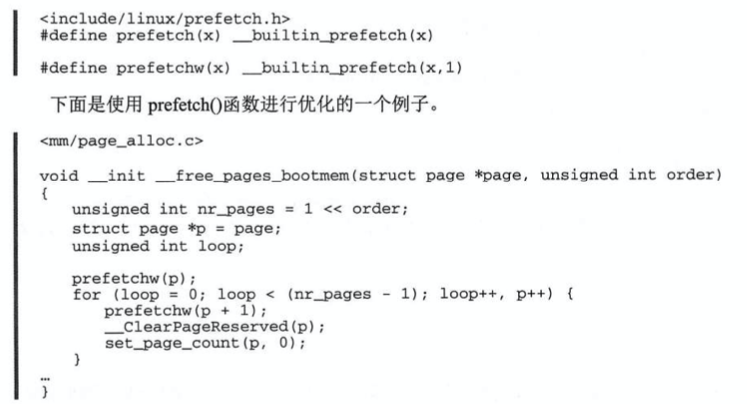 <include/linux/prefetch.h>
#define prefetch(x) __builtin_prefetch(x)
#define prefetchw(x) __builtin_prefetch(x,1)
下面是使用 prefetch()函数进行优化的一个例子。
<mm/page_alloc.c>
void __init __free_pages_bootmem(struct page *page, unsigned int order)
{
    unsigned int nr_pages = 1 << order;
    struct page *p = page;
    unsigned int loop;
    prefetchw(p);
    for (loop = 0; loop < (nr_pages - 1); loop++, p++) {
        prefetchw(p + 1);
        __ClearPageReserved(p);
        set_page_count(p, 0);
    }
…
}